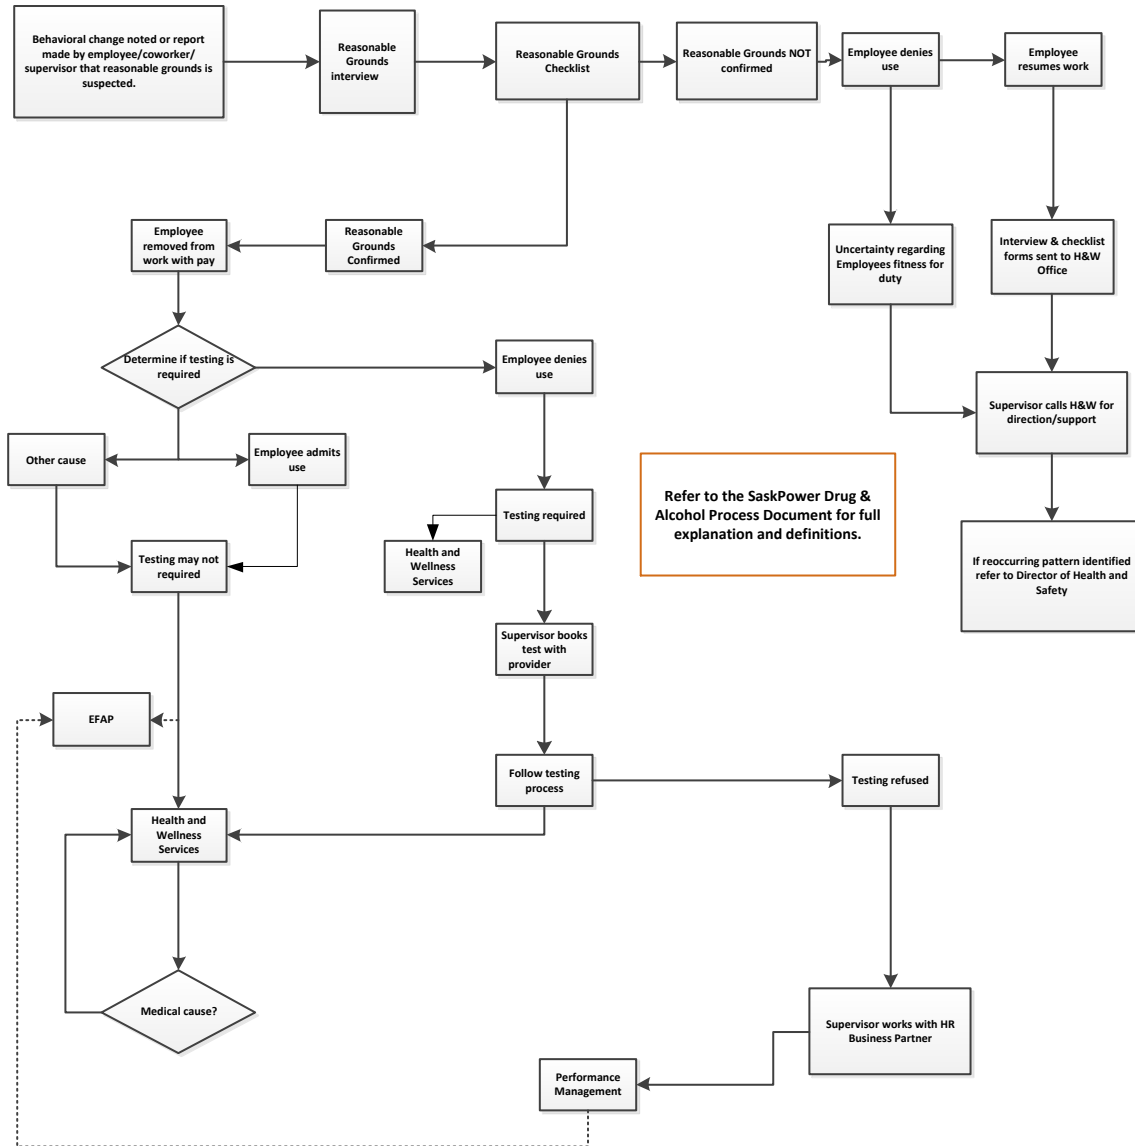 Behavioral change noted or report
made by employee/coworker/
supervisor that reasonable grounds is
suspected.
Reasonable
Grounds
interview
Reasonable Grounds
Checklist
Reasonable Grounds NOT
confirmed
Employee denies
use
Employee
resumes work
Employee
removed from
work with pay
Reasonable
Grounds
Confirmed
Uncertainty regarding
Employees fitness for
duty
Interview & checklist
forms sent to H&W
Office
Determine if testing is
required
Employee denies
use
Supervisor calls H&W for
direction/support
Other cause
Employee admits
use
Refer to the SaskPower Drug &
Alcohol Process Document for full
explanation and definitions.
Testing required
Testing may not
required
Health and
Wellness
Services
If reoccurring pattern identified
refer to Director of Health and
Safety
Supervisor books
test with
provider
EFAP
Follow testing
process
Testing refused
Health and
Wellness
Services
Medical cause?
Supervisor works with HR
Business Partner
Performance
Management